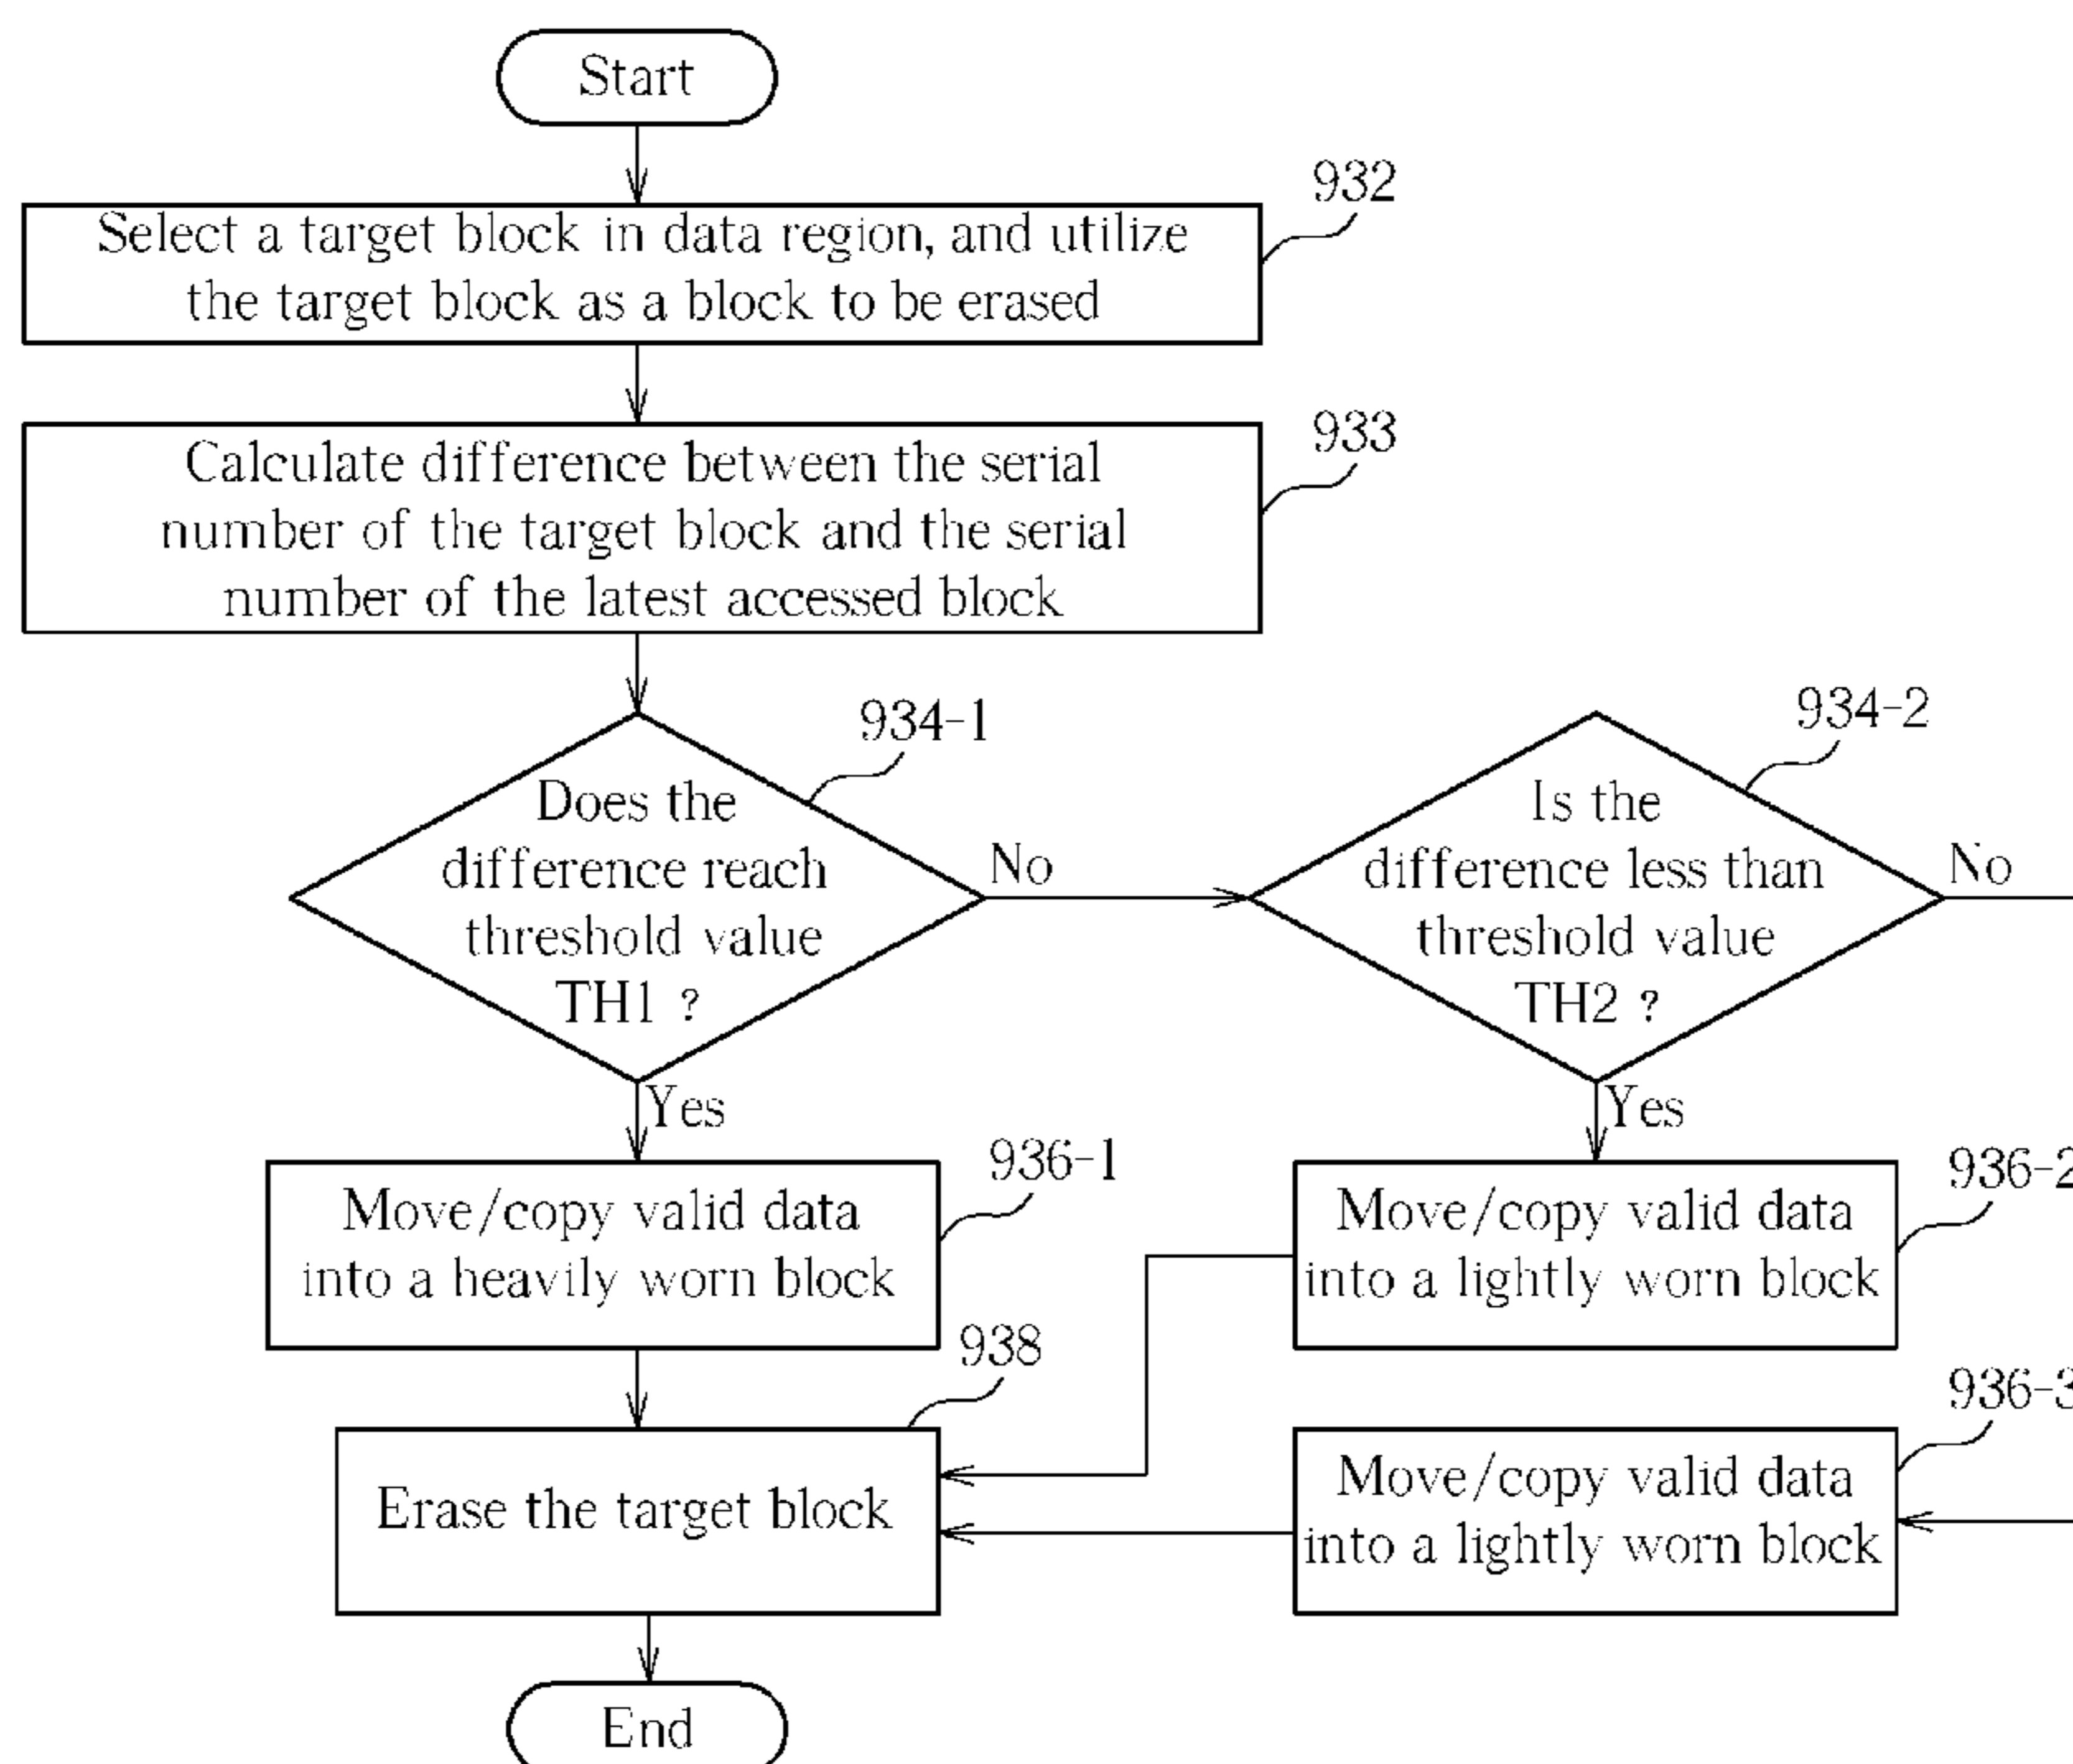 Start
932
Select a target block in data region, and utilize
the target block as a block to be erased
933
Calculate difference between the serial
number of the target block and the serial
number of the latest accessed block
934-1
Does the
difference reach
threshold value
TH1 ?
No
Yes
934-2
Is the
difference less than
threshold value
TH2 ?
No
Yes
936-1
Move/copy valid data
into a heavily worn block
936-2
Move/copy valid data
into a lightly worn block
938
Erase the target block
936-3
Move/copy valid data
into a lightly worn block
End